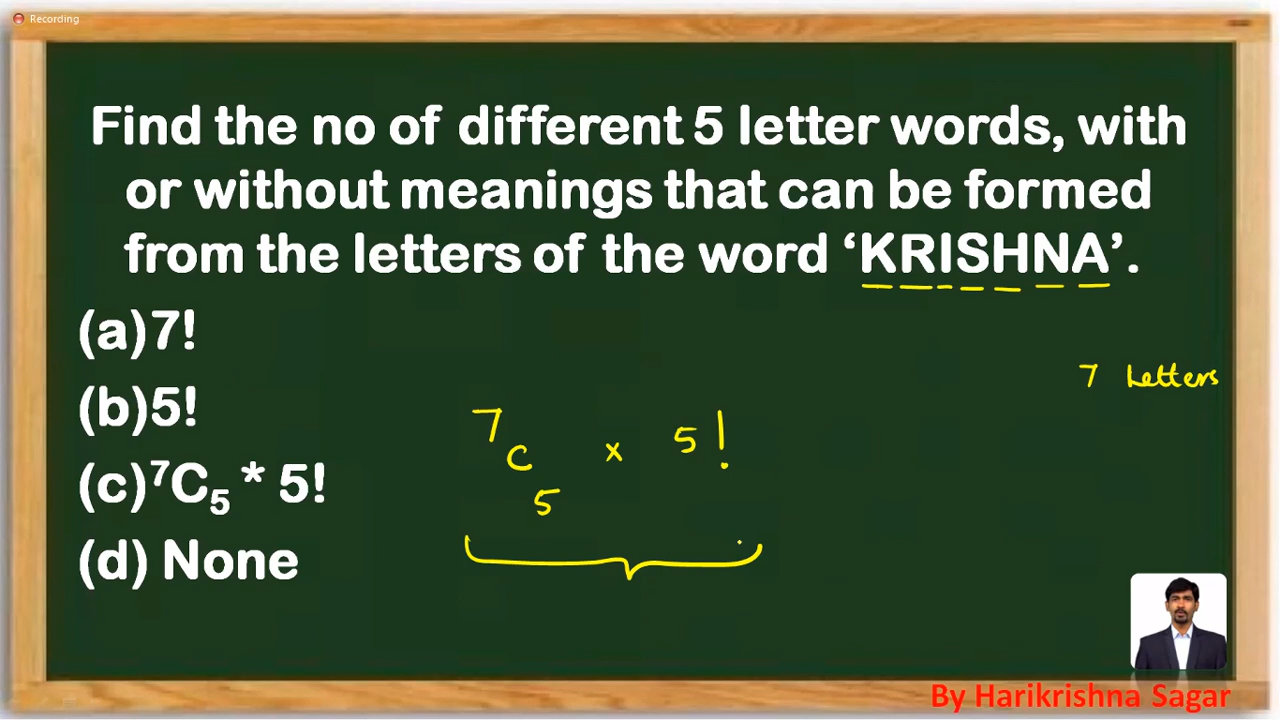 Recording
Find the no of different 5 letter words, with
or without meanings that can be formed
from the letters of the word ‘KRISHNA’.
(a)7!
7 Letters
(b)5!
⁷C₅ × 5!
(c)⁷C₅ * 5!
(d) None
By Harikrishna Sagar